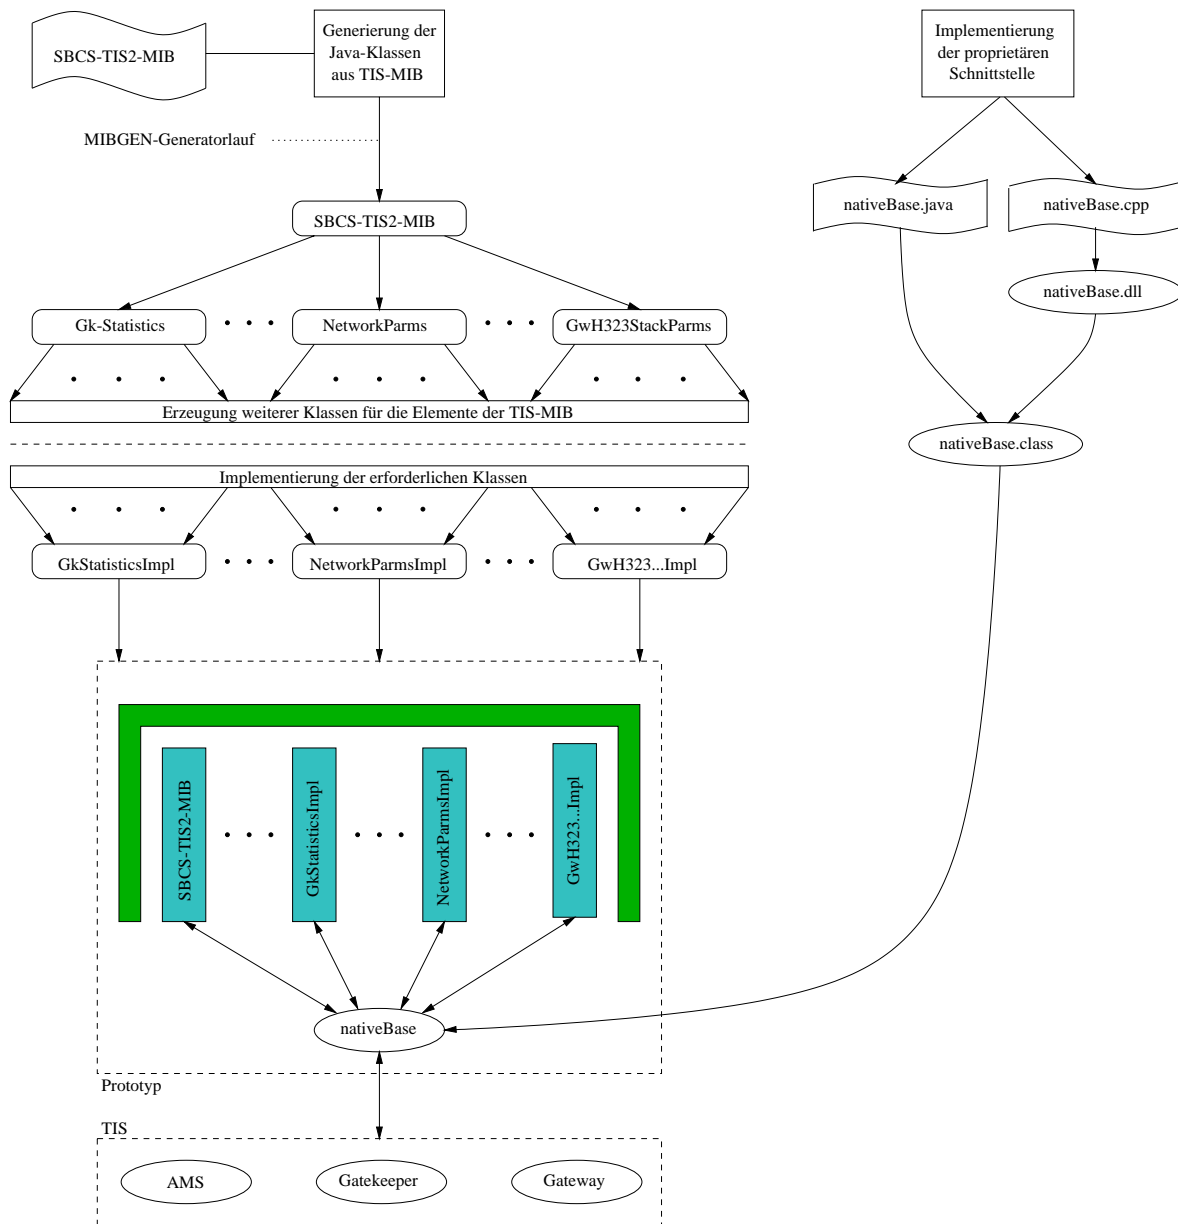 SBCS-TIS2-MIB
Generierung der
Java-Klassen
aus TIS-MIB
Implementierung
der proprietären
Schnittstelle
MIBGEN-Generatorlauf
nativeBase.java
nativeBase.cpp
SBCS-TIS2-MIB
nativeBase.dll
Gk-Statistics
NetworkParms
GwH323StackParms
Erzeugung weiterer Klassen für die Elemente der TIS-MIB
nativeBase.class
Implementierung der erforderlichen Klassen
GkStatisticsImpl
NetworkParmsImpl
GwH323...Impl
SBCS-TIS2-MIB
GkStatisticsImpl
NetworkParmsImpl
GwH323...Impl
nativeBase
Prototyp
TIS
AMS
Gatekeeper
Gateway